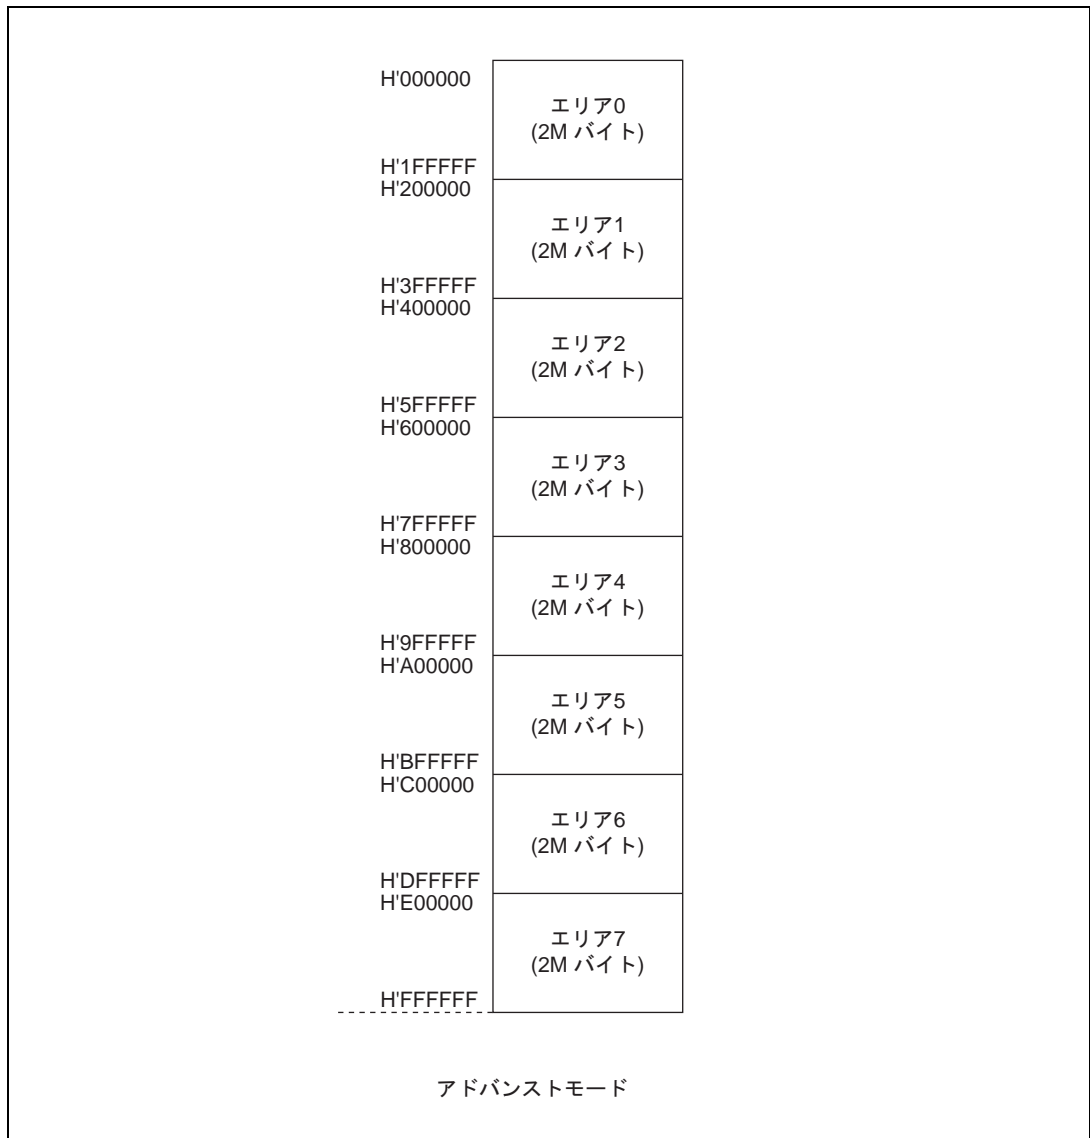 H'000000
エリア0
(2M バイト)
H'1FFFFF
H'200000
エリア1
(2M バイト)
H'3FFFFF
H'400000
エリア2
(2M バイト)
H'5FFFFF
H'600000
エリア3
(2M バイト)
H'7FFFFF
H'800000
エリア4
(2M バイト)
H'9FFFFF
H'A00000
エリア5
(2M バイト)
H'BFFFFF
H'C00000
エリア6
(2M バイト)
H'DFFFFF
H'E00000
エリア7
(2M バイト)
H'FFFFFF
アドバンストモード